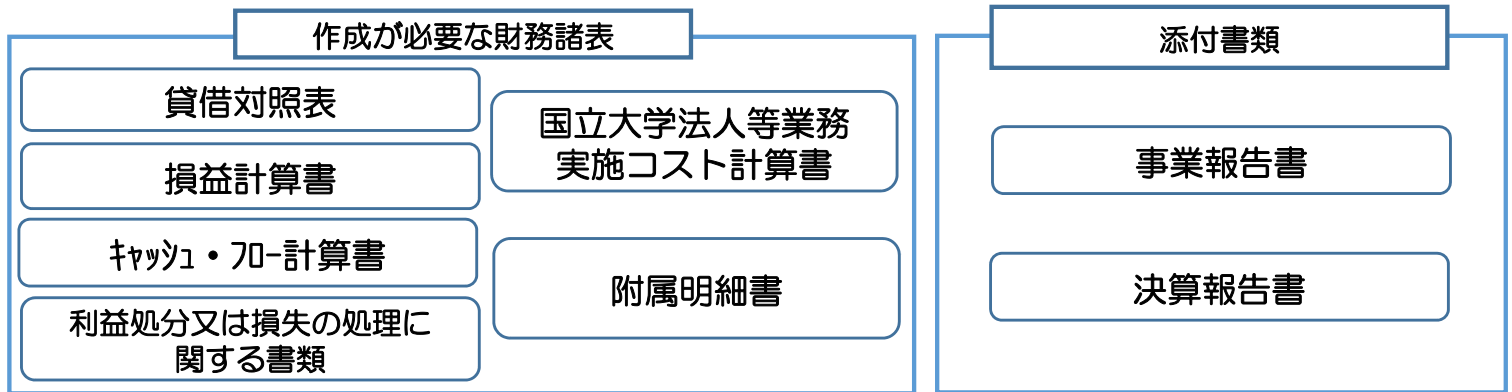 作成が必要な財務諸表
貸借対照表
損益計算書
ｷｬｯｼｭ・ﾌﾛｰ計算書
利益処分又は損失の処理に
関する書類
国立大学法人等業務
実施コスト計算書
附属明細書
添付書類
事業報告書
決算報告書